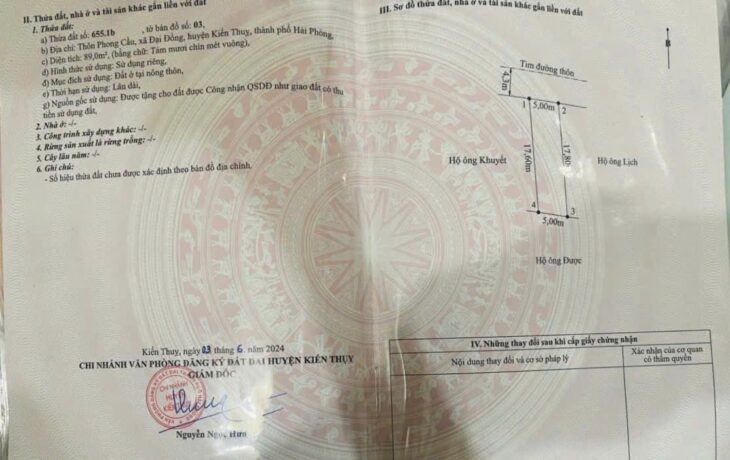 II. Thửa đất, nhà ở và tài sản khác gắn liền với đất
1. Thửa đất:
a) Thửa đất số: 655.1b , tờ bản đồ số: 03.
b) Địa chỉ: Thôn Phong Cầu, xã Đại Đồng, huyện Kiến Thuỵ, thành phố Hải Phòng,
c) Diện tích: 89,0m², (bằng chữ: Tám mươi chín mét vuông),
d) Hình thức sử dụng: Sử dụng riêng,
đ) Mục đích sử dụng: Đất ở tại nông thôn,
e) Thời hạn sử dụng: Lâu dài,
g) Nguồn gốc sử dụng: Được tặng cho đất được Công nhận QSDĐ như giao đất có thu
tiền sử dụng đất,
2. Nhà ở: -/-
3. Công trình xây dựng khác: -/-
4. Rừng sản xuất là rừng trồng: -/-
5. Cây lâu năm: -/-
6. Ghi chú:
- Số hiệu thửa đất chưa được xác định theo bản đồ địa chính.
Kiến Thuỵ, ngày 03 tháng 6 năm 2024
CHI NHÁNH VĂN PHÒNG ĐĂNG KÝ ĐẤT ĐAI HUYỆN KIẾN THỤY
GIÁM ĐỐC
CHI NHÁNH
Nguyễn Ngọc
III. Sơ đồ thửa đất, nhà ở và tài sản khác gắn liền với đất
B
Tim đường thôn
4.3m
1 5,00m 2
17,60m
17,80
Hộ ông Khuyết
Hộ ông Lịch
4
3
5,00m
Hộ ông Được
IV. Những thay đổi sau khi cấp giấy chứng nhận
Nội dung thay đổi và cơ sở pháp lý
Xác nhận của cơ quan
có thẩm quyền